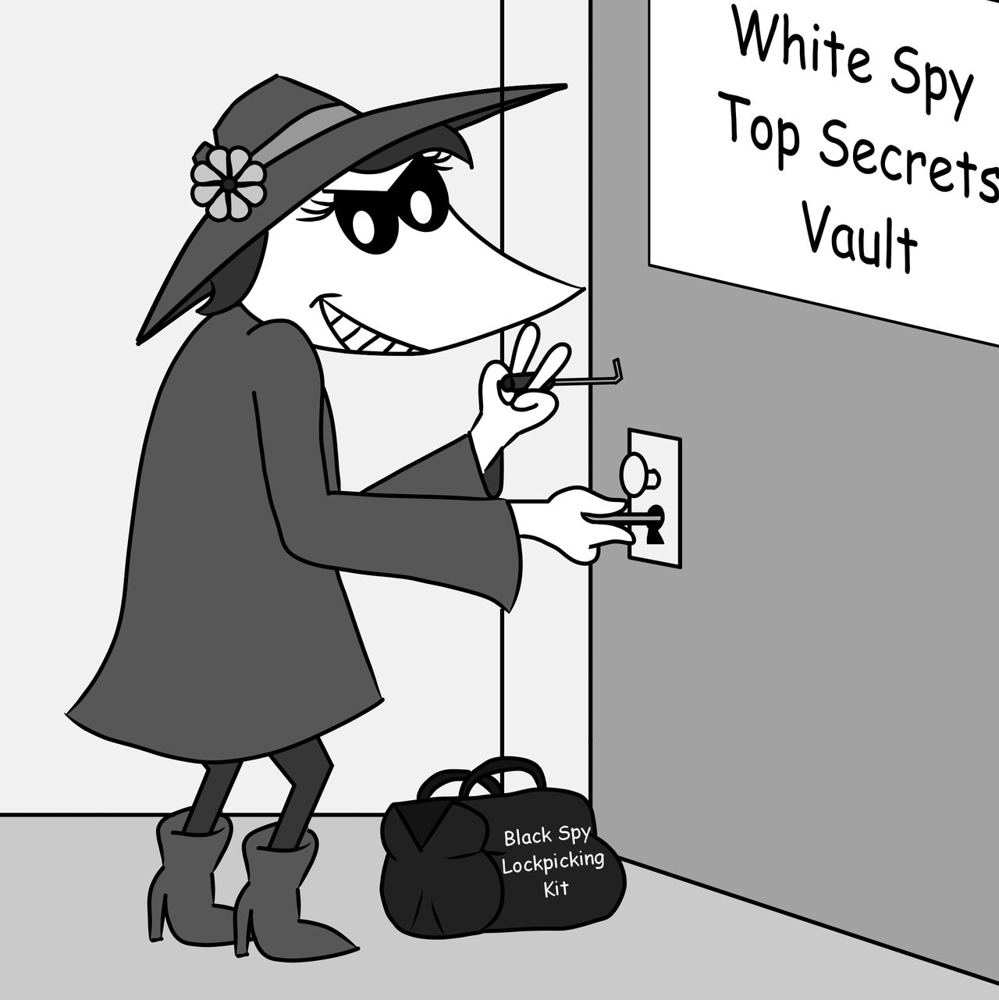 White Spy
Top Secrets
Vault
Black Spy
Lockpicking
Kit